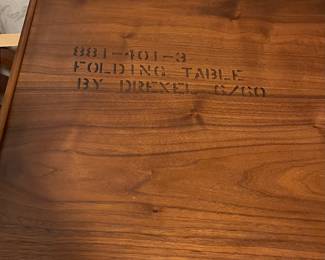 881-401-3
FOLDING TABLE
BY DREXEL 6/60